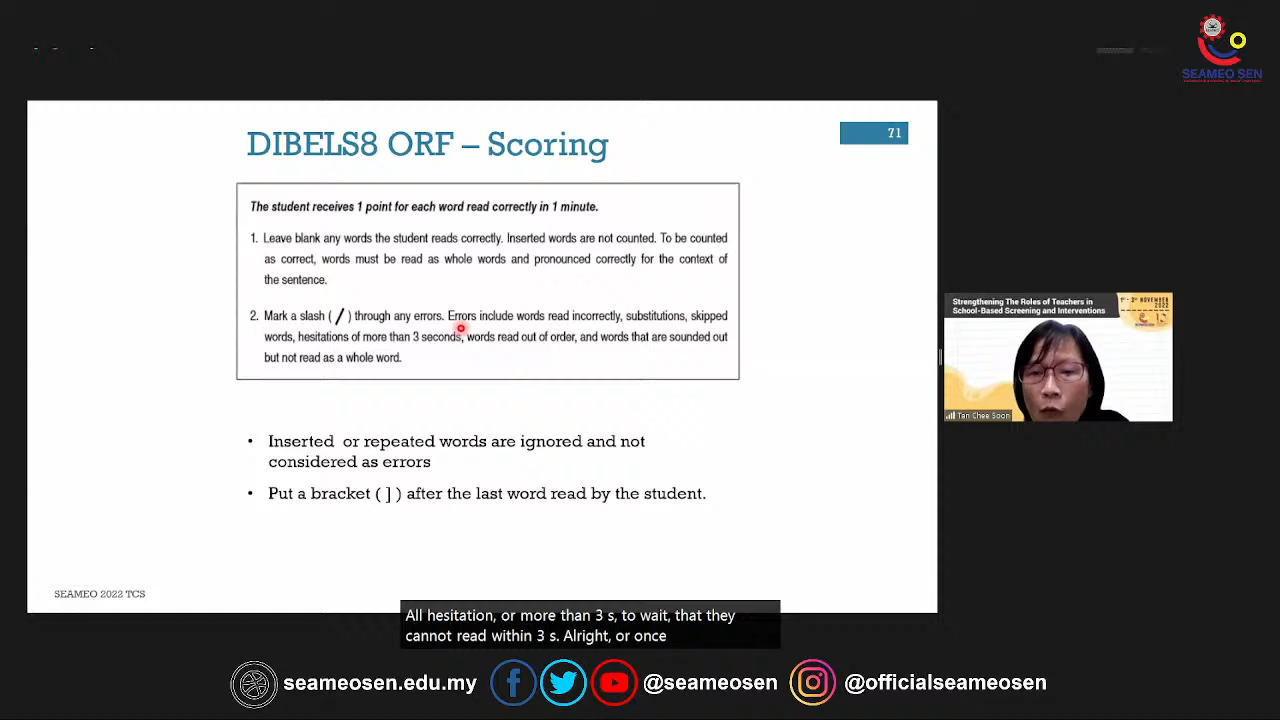 SEAMEO SEN
DIBELS8 ORF – Scoring
71
The student receives 1 point for each word read correctly in 1 minute.
1. Leave blank any words the student reads correctly. Inserted words are not counted. To be counted
as correct, words must be read as whole words and pronounced correctly for the context of
the sentence.
2. Mark a slash ( / ) through any errors. Errors include words read incorrectly, substitutions, skipped
words, hesitations of more than 3 seconds, words read out of order, and words that are sounded out
but not read as a whole word.
• Inserted or repeated words are ignored and not
considered as errors
• Put a bracket ( ] ) after the last word read by the student.
SEAMEO 2022 TCS
Strengthening The Roles of Teachers in
School-Based Screening and Interventions
1st - 3rd NOVEMBER
2022
Tan Chee Soon
All hesitation, or more than 3 s, to wait, that they
cannot read within 3 s. Alright, or once
seameosen.edu.my
@seameosen
@officialseameosen